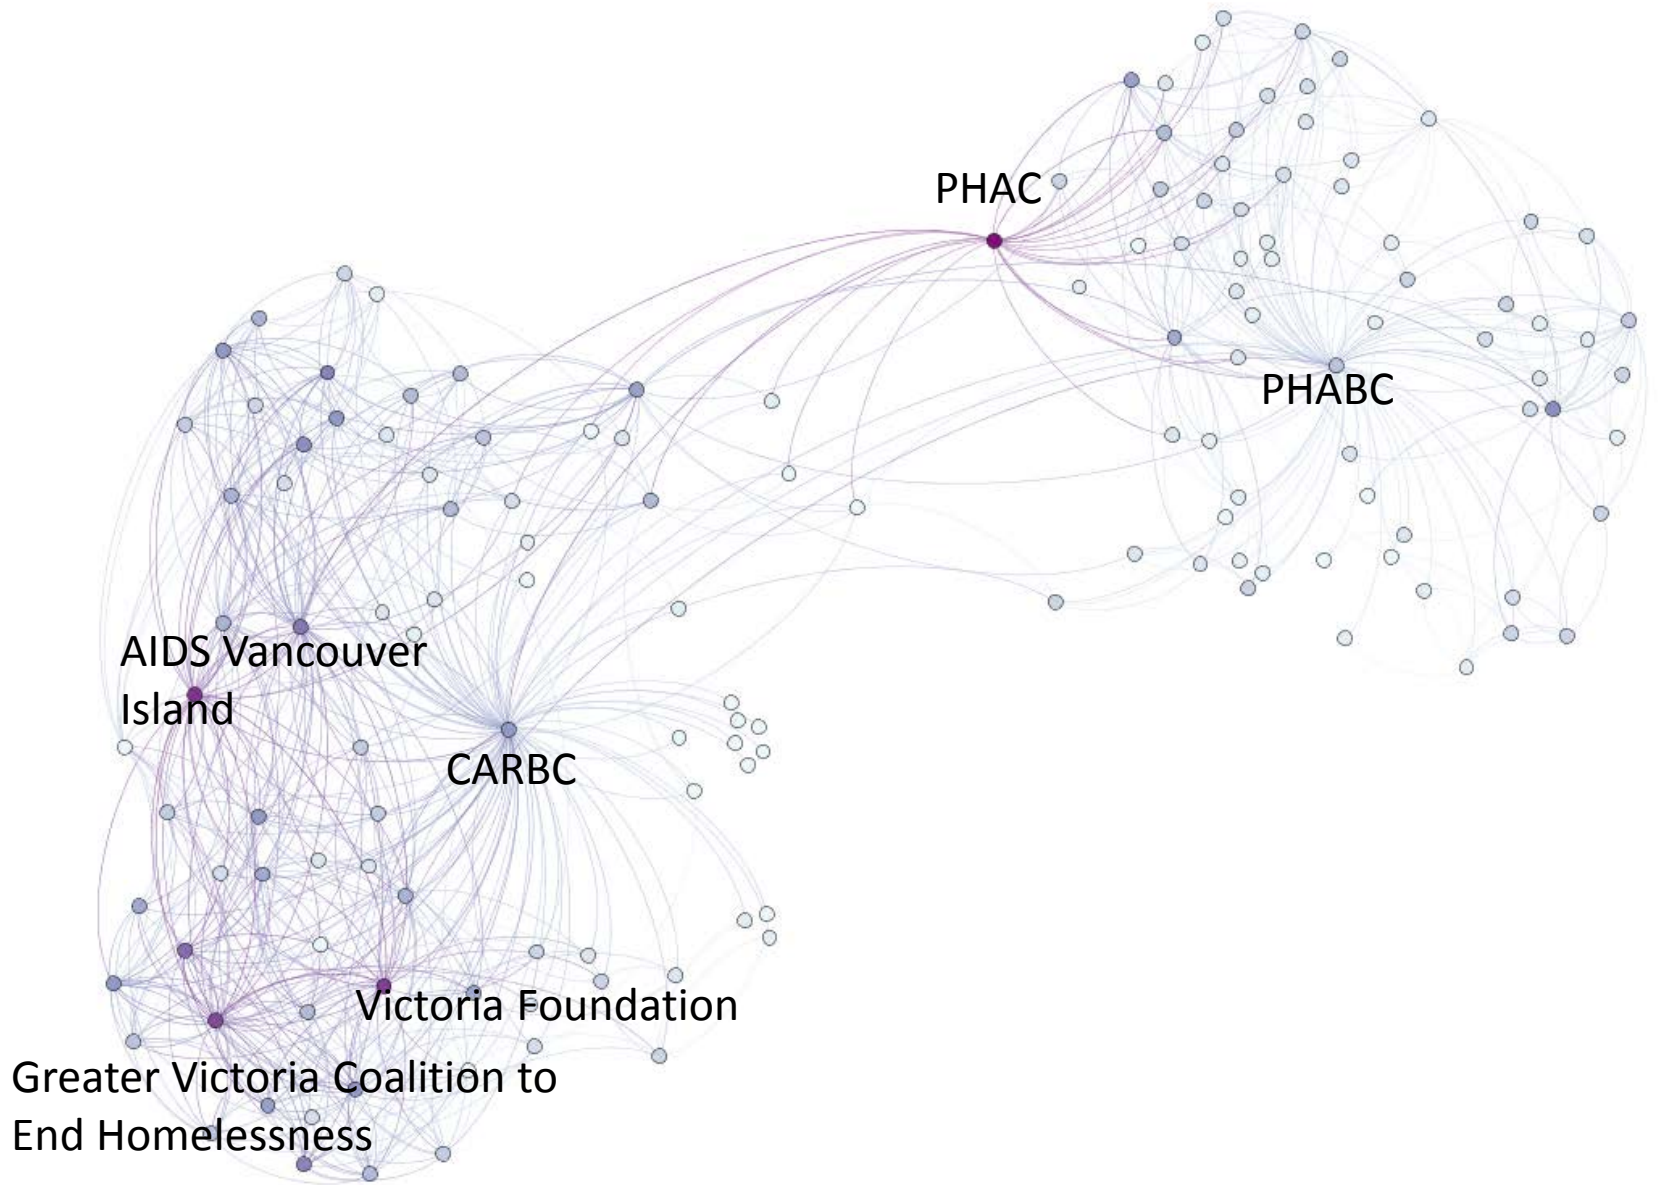 PHAC
PHABC
AIDS Vancouver
Island
CARBC
Victoria Foundation
Greater Victoria Coalition to
End Homelessness